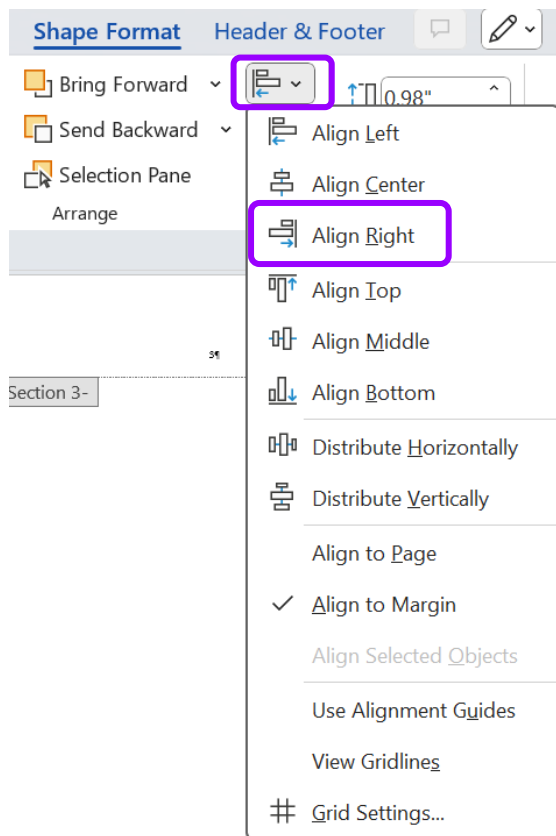 Shape Format Header & Footer
Bring Forward
0.98"
Send Backward
Selection Pane
Arrange
Align Left
Align Center
Align Right
Align Top
Align Middle
Align Bottom
Distribute Horizontally
Distribute Vertically
Align to Page
Align to Margin
Align Selected Objects
Use Alignment Guides
View Gridlines
Grid Settings...
5¶
Section 3-